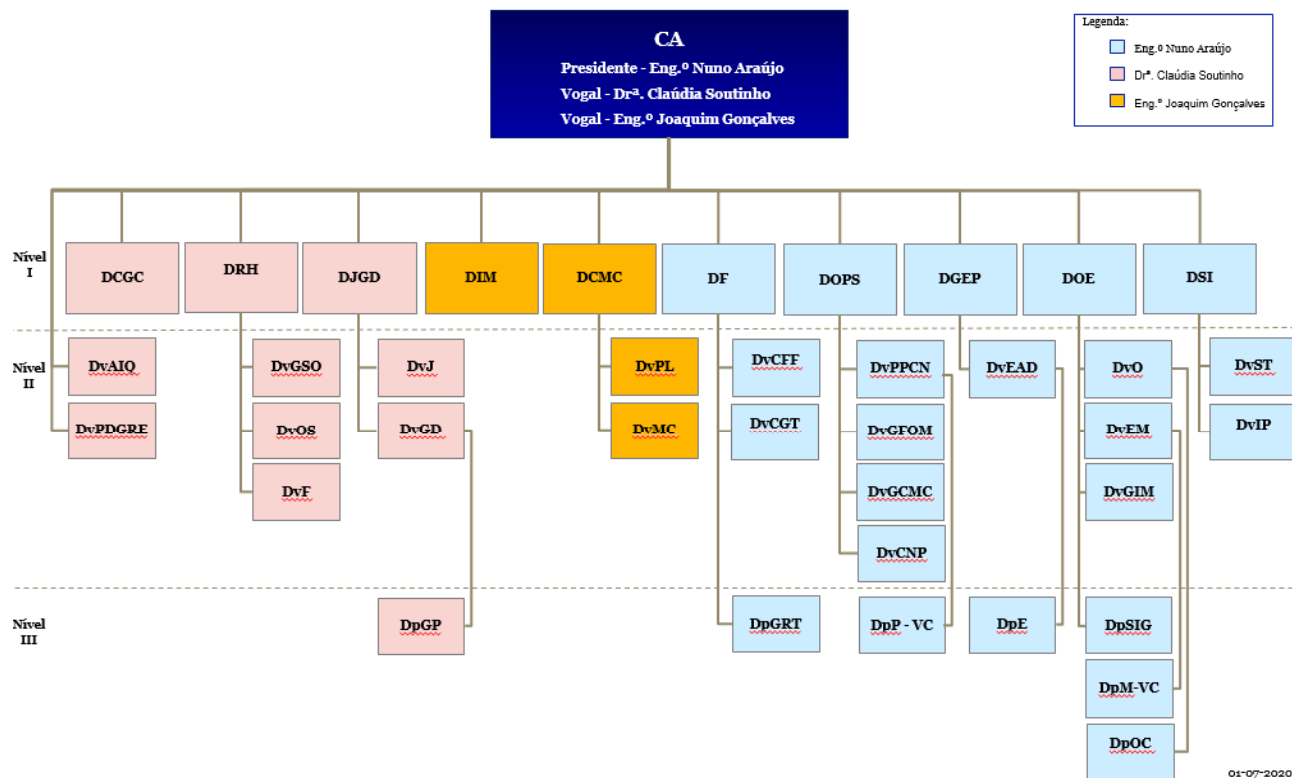 CA
Presidente - Eng.º Nuno Araújo
Vogal - Drª. Claúdia Soutinho
Vogal - Eng.º Joaquim Gonçalves
Legenda:
Eng.º Nuno Araújo
Drª. Claúdia Soutinho
Eng.º Joaquim Gonçalves
Nível
I
DCGC
DRH
DJGD
DIM
DCMC
DF
DOPS
DGEP
DOE
DSI
Nível
II
DvAIQ
DvGSO
DvJ
DvPL
DvCFF
DvPPCN
DvEAD
DvO
DvST
DvPDGRE
DvOS
DvGD
DvMC
DvCGT
DvGFOM
DvEM
DvIP
DvF
DvGCMC
DvGIM
DvCNP
Nível
III
DpGP
DpGRT
DpP - VC
DpE
DpSIG
DpM-VC
DpOC
01-07-2020